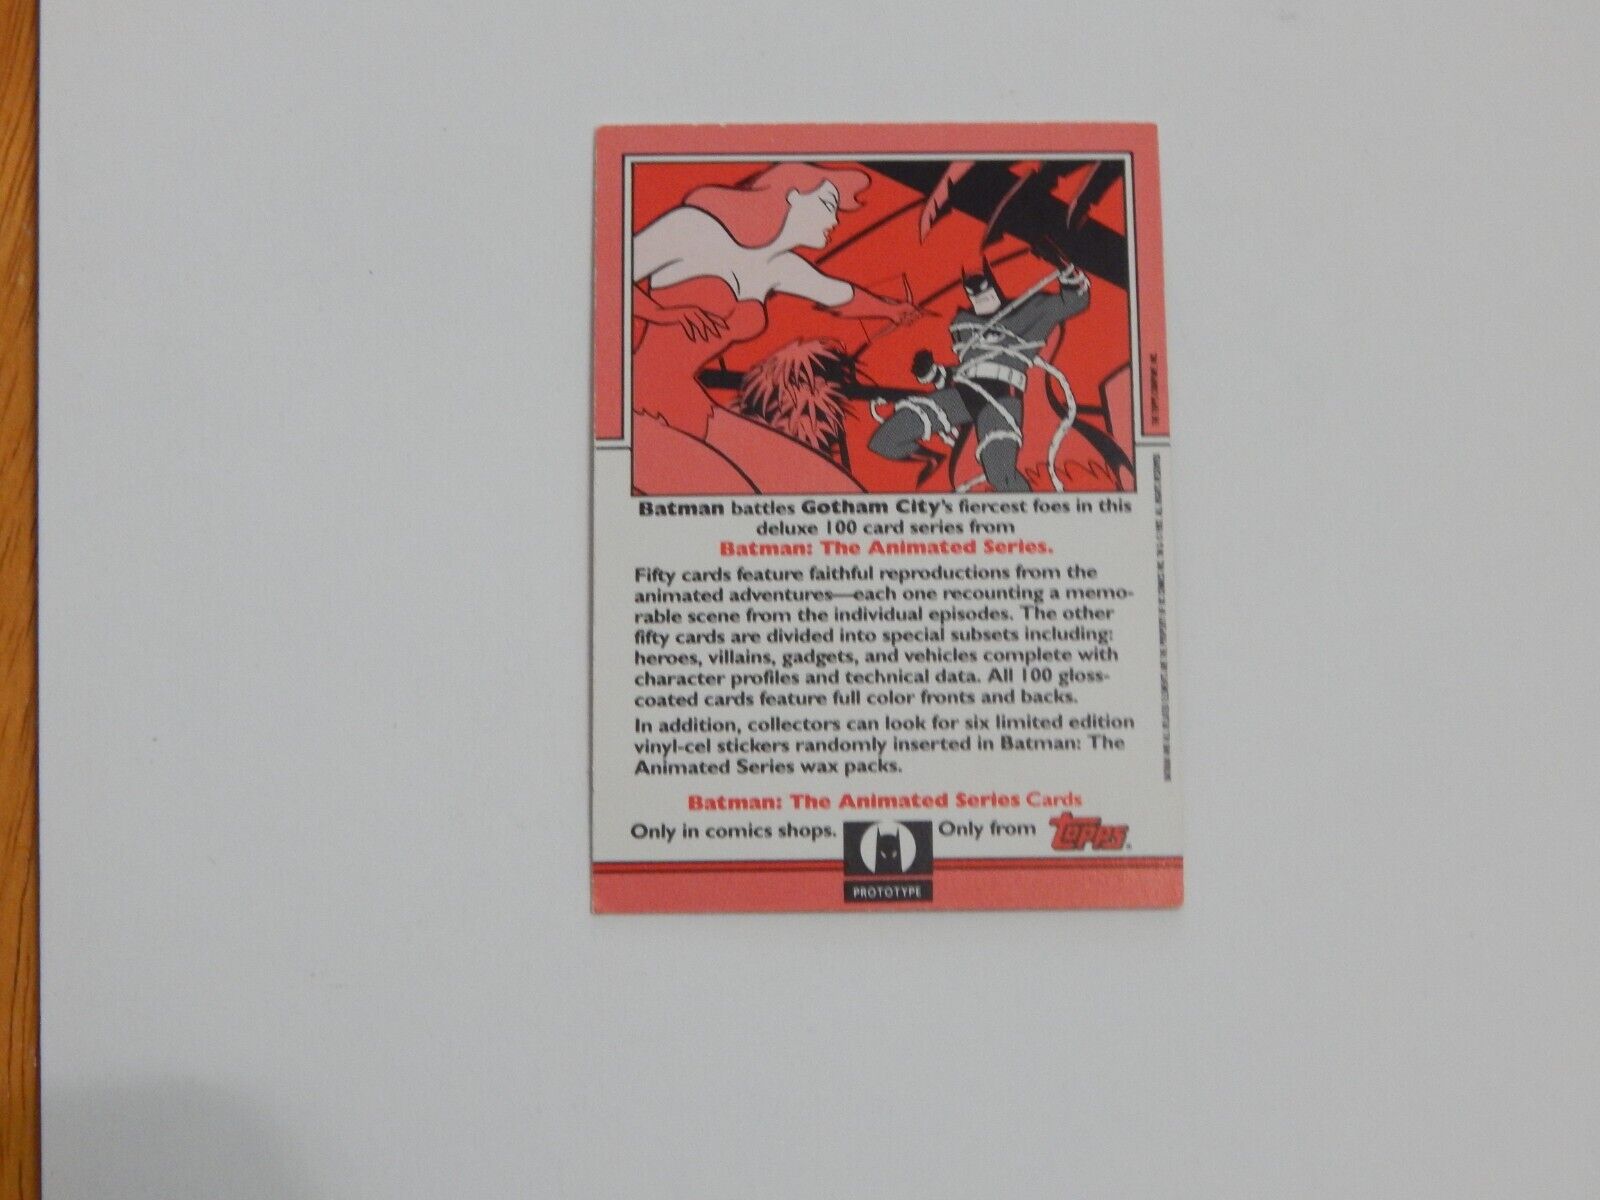 Batman battles Gotham City's fiercest foes in this
deluxe 100 card series from
Batman: The Animated Series.
Fifty cards feature faithful reproductions from the
animated adventures—each one recounting a memo-
rable scene from the individual episodes. The other
fifty cards are divided into special subsets including:
heroes, villains, gadgets, and vehicles complete with
character profiles and technical data. All 100 gloss-
coated cards feature full color fronts and backs.
In addition, collectors can look for six limited edition
vinyl-cel stickers randomly inserted in Batman: The
Animated Series wax packs.
Batman: The Animated Series Cards
Only in comics shops. Only from topps
PROTOTYPE